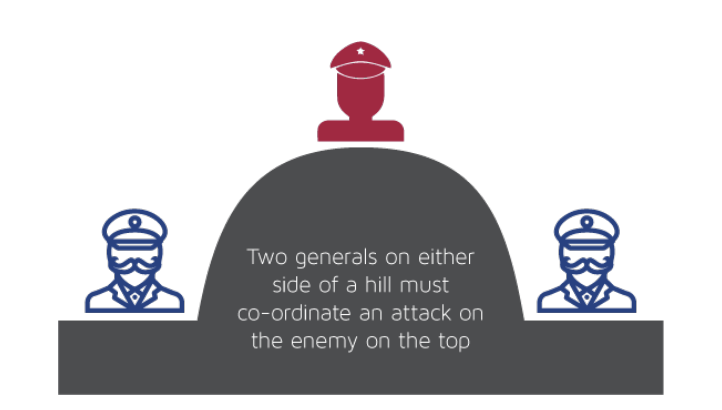 Two generals on either
side of a hill must
co-ordinate an attack on
the enemy on the top